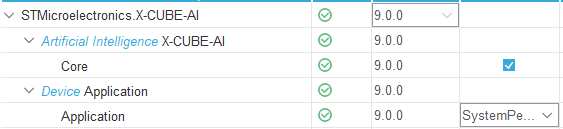 STMicroelectronics.X-CUBE-AI 9.0.0
Artificial Intelligence X-CUBE-AI 9.0.0
Core 9.0.0
Device Application 9.0.0
Application 9.0.0 SystemPe...